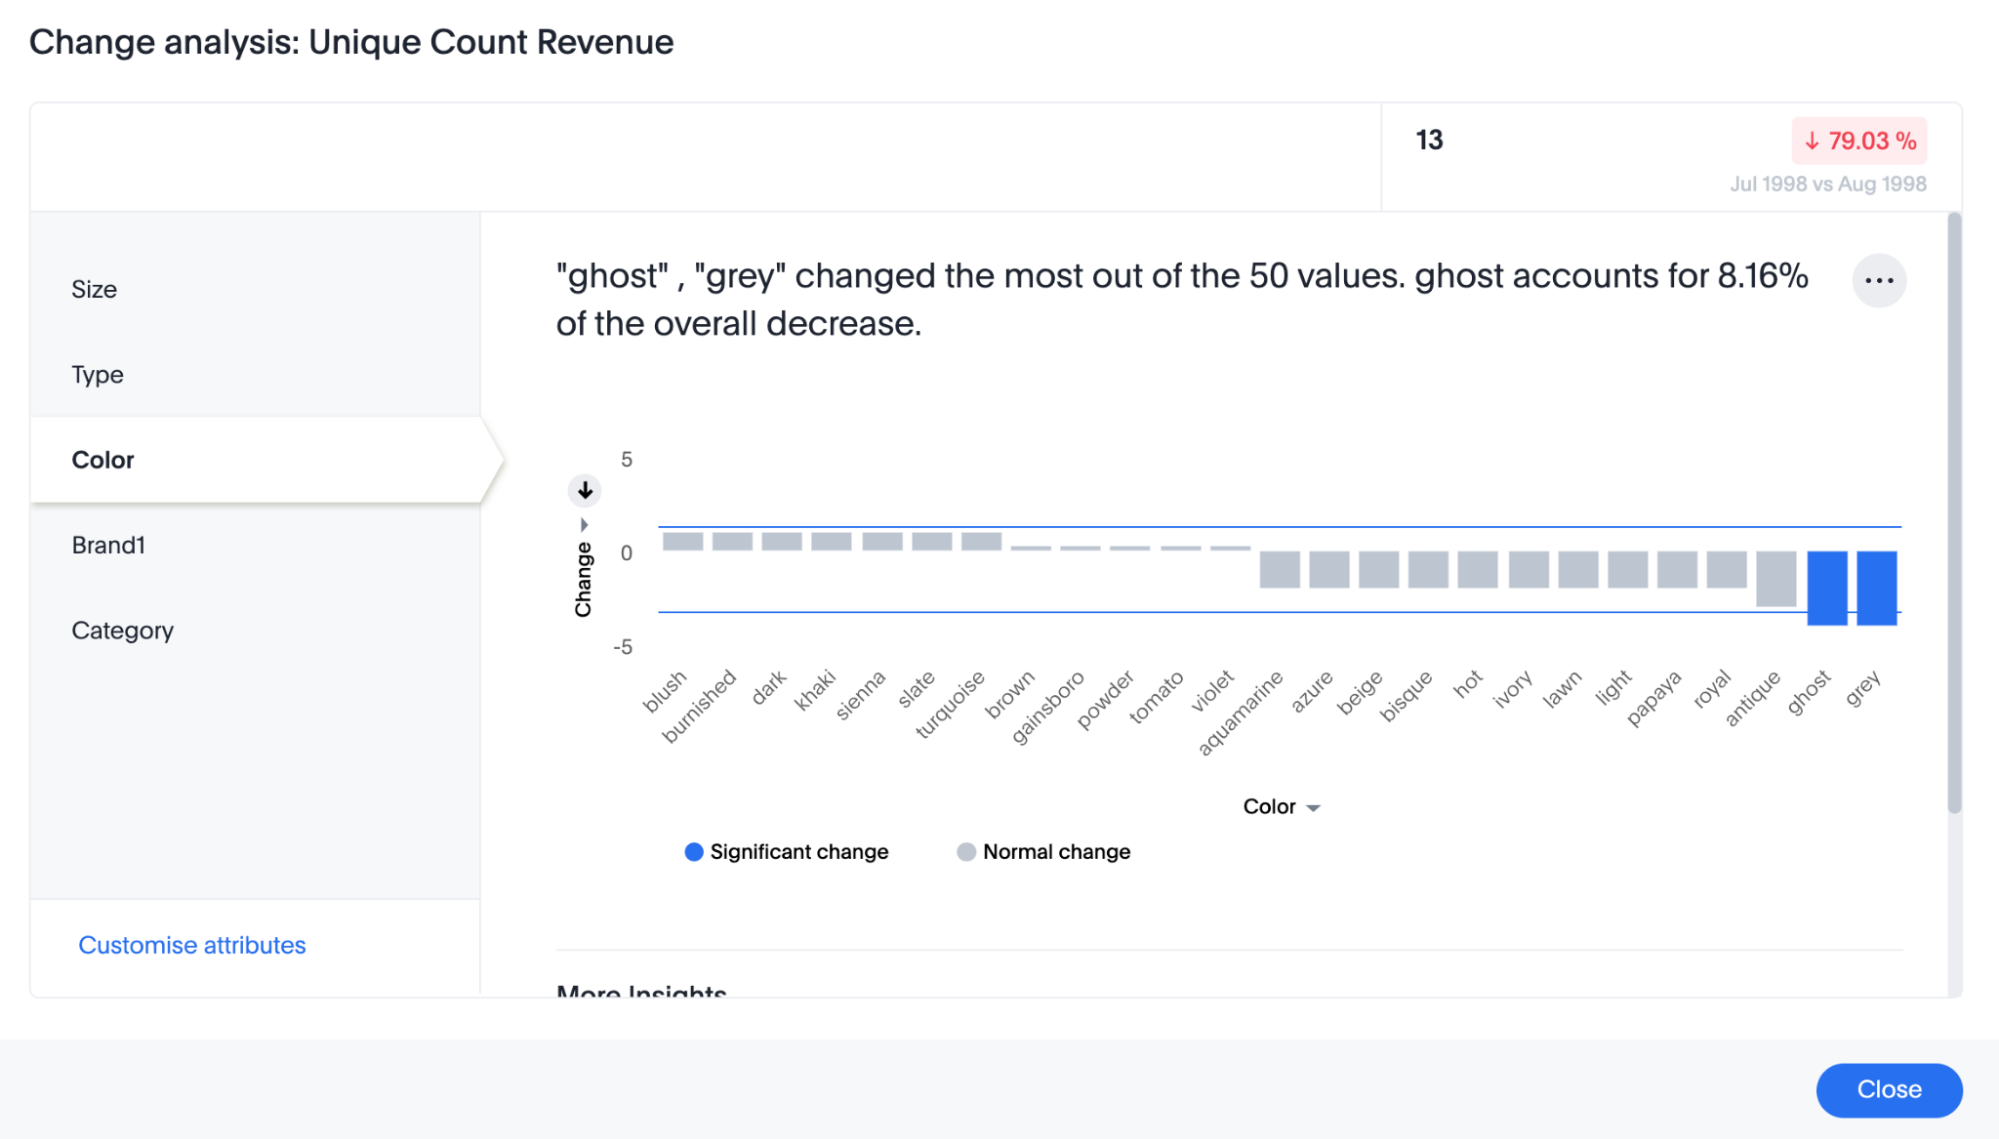 Change analysis: Unique Count Revenue
13
↓ 79.03 %
Jul 1998 vs Aug 1998
Size
Type
Color
Brand1
Category
Customise attributes
"ghost" , "grey" changed the most out of the 50 values. ghost accounts for 8.16%
of the overall decrease.
5
0
-5
Change
blush
burnished
dark
khaki
sienna
slate
turquoise
brown
gainsboro
powder
tomato
violet
aquamarine
azure
beige
bisque
hot
ivory
lawn
light
papaya
royal
antique
ghost
grey
Color
Significant change
Normal change
More Insights
Close